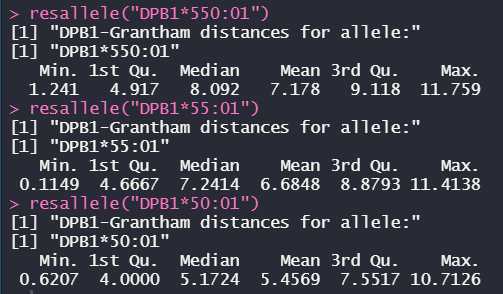 > resallele("DPB1*550:01")
[1] "DPB1-Grantham distances for allele:"
[1] "DPB1*550:01"
   Min. 1st Qu.  Median    Mean 3rd Qu.    Max.
  1.241   4.917   8.092   7.178   9.118  11.759
> resallele("DPB1*55:01")
[1] "DPB1-Grantham distances for allele:"
[1] "DPB1*55:01"
   Min. 1st Qu.  Median    Mean 3rd Qu.    Max.
 0.1149  4.6667  7.2414  6.6848  8.8793 11.4138
> resallele("DPB1*50:01")
[1] "DPB1-Grantham distances for allele:"
[1] "DPB1*50:01"
   Min. 1st Qu.  Median    Mean 3rd Qu.    Max.
 0.6207  4.0000  5.1724  5.4569  7.5517 10.7126